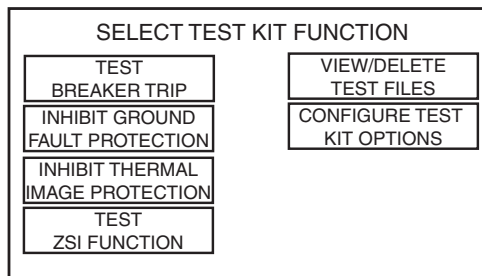 SELECT TEST KIT FUNCTION
TEST
BREAKER TRIP
INHIBIT GROUND
FAULT PROTECTION
INHIBIT THERMAL
IMAGE PROTECTION
TEST
ZSI FUNCTION
VIEW/DELETE
TEST FILES
CONFIGURE TEST
KIT OPTIONS